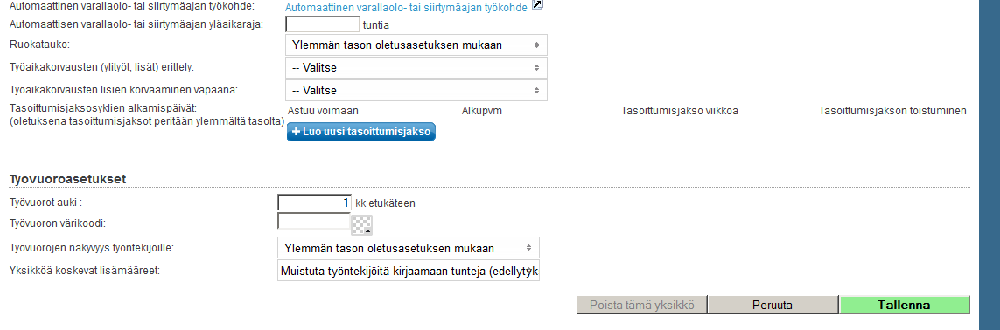 Automaattinen varallaolo- tai siirtymäajan työkohde: Automaattinen varallaolo- tai siirtymäajan työkohde
Automaattisen varallaolo- tai siirtymäajan yläaikaraja: tuntia
Ruokatauko: Ylemmän tason oletusasetuksen mukaan
Työaikakorvausten (ylityöt, lisät) erittely: -- Valitse
Työaikakorvausten lisien korvaaminen vapaana: -- Valitse
Tasoittumisjaksosyklien alkamispäivät: Astuu voimaan Alkupvm Tasoittumisjakso viikkoa Tasoittumisjakson toistuminen
(oletuksena tasoittumisjaksot peritään ylemmältä tasolta) + Luo uusi tasoittumisjakso
Työvuoroasetukset
Työvuorot auki : 1 kk etukäteen
Työvuoron värikoodi:
Työvuorojen näkyvyys työntekijöille: Ylemmän tason oletusasetuksen mukaan
Yksikköä koskevat lisämääreet: Muistuta työntekijöitä kirjaamaan tunteja (edellytyk
Poista tämä yksikkö Peruuta Tallenna